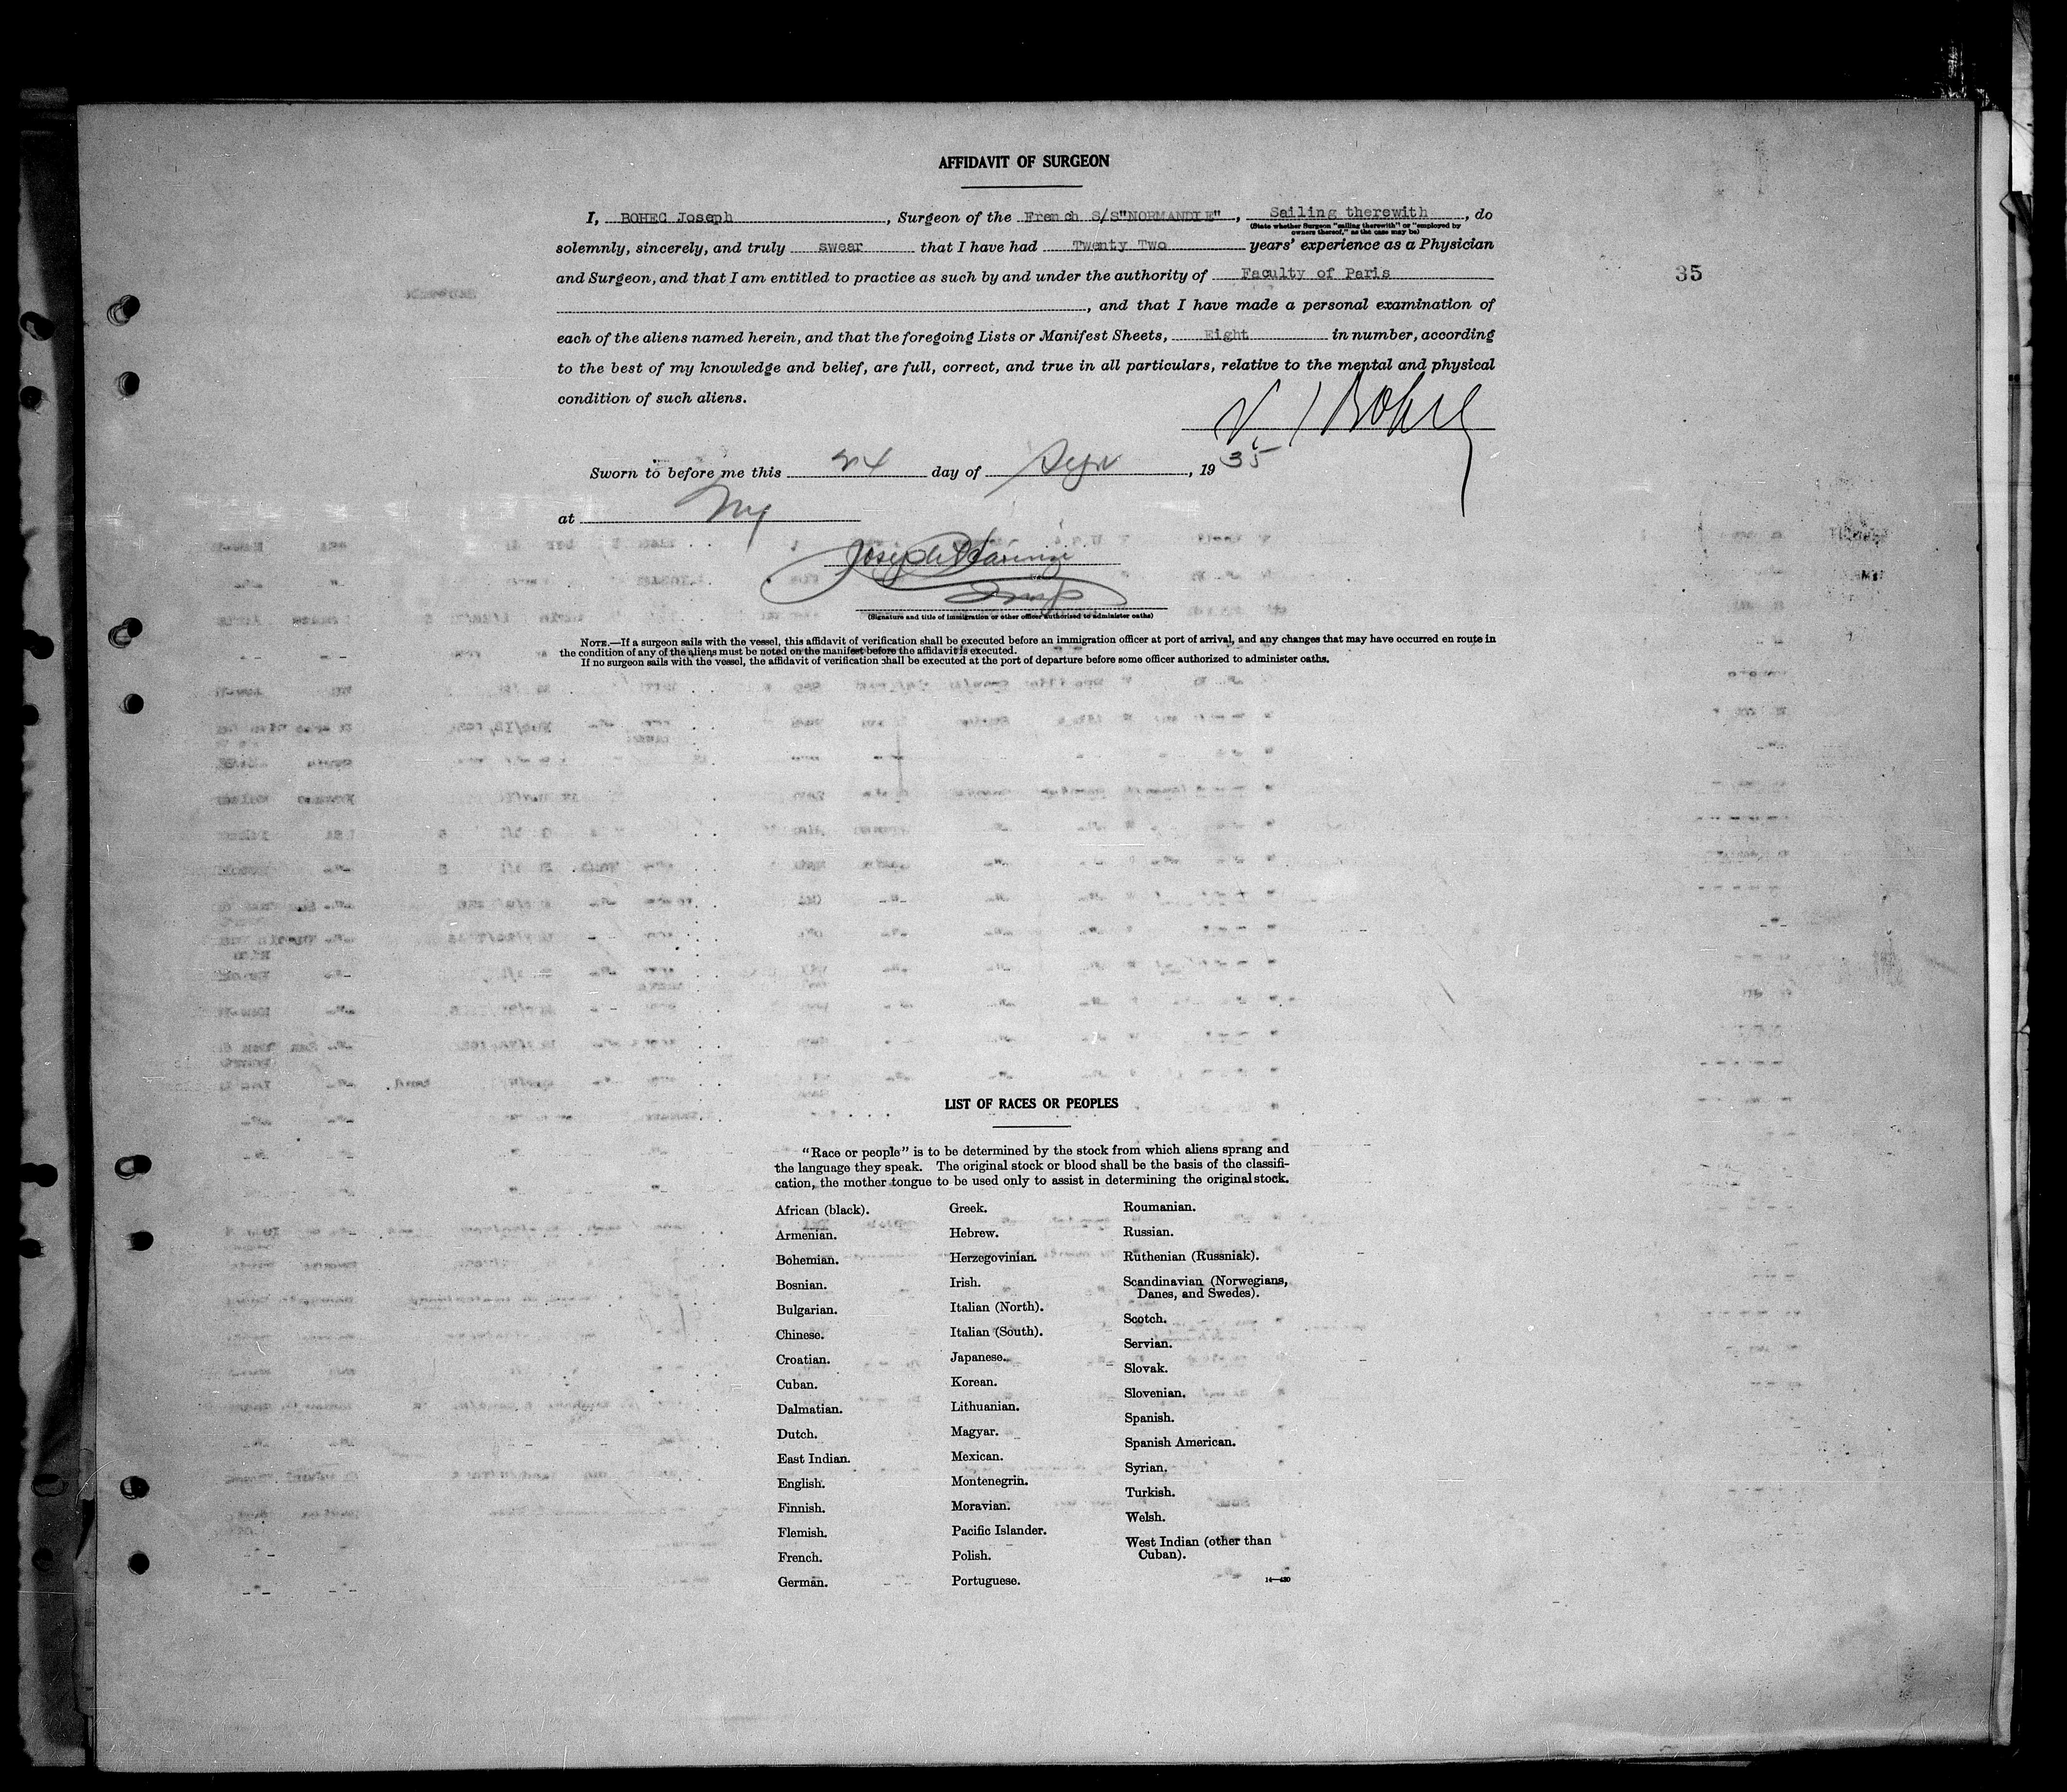 AFFIDAVIT OF SURGEON
I, BOHEC Joseph, Surgeon of the French S/S"NORMANDIE", Sailing therewith, do
(State whether Surgeon "sailing therewith" or "employed by
owners thereof," as the case may be)
solemnly, sincerely, and truly swear that I have had Twenty Two years' experience as a Physician
and Surgeon, and that I am entitled to practice as such by and under the authority of Faculty of Paris
35
, and that I have made a personal examination of
each of the aliens named herein, and that the foregoing Lists or Manifest Sheets, Eight in number, according
to the best of my knowledge and belief, are full, correct, and true in all particulars, relative to the mental and physical
condition of such aliens.
Bohec
Sworn to before me this 24 day of Sept, 1935
at NY
Joseph
(Signature and title of immigration or other officer authorized to administer oaths)
NOTE.—If a surgeon sails with the vessel, this affidavit of verification shall be executed before an immigration officer at port of arrival, and any changes that may have occurred en route in
the condition of any of the aliens must be noted on the manifest before the affidavit is executed.
If no surgeon sails with the vessel, the affidavit of verification shall be executed at the port of departure before some officer authorized to administer oaths.
LIST OF RACES OR PEOPLES
"Race or people" is to be determined by the stock from which aliens sprang and
the language they speak. The original stock or blood shall be the basis of the classifi-
cation, the mother tongue to be used only to assist in determining the original stock.
African (black).
Armenian.
Bohemian.
Bosnian.
Bulgarian.
Chinese.
Croatian.
Cuban.
Dalmatian.
Dutch.
East Indian.
English.
Finnish.
Flemish.
French.
German.
Greek.
Hebrew.
Herzegovinian.
Irish.
Italian (North).
Italian (South).
Japanese.
Korean.
Lithuanian.
Magyar.
Mexican.
Montenegrin.
Moravian.
Pacific Islander.
Polish.
Portuguese.
Roumanian.
Russian.
Ruthenian (Russniak).
Scandinavian (Norwegians,
Danes, and Swedes).
Scotch.
Servian.
Slovak.
Slovenian.
Spanish.
Spanish American.
Syrian.
Turkish.
Welsh.
West Indian (other than
Cuban).